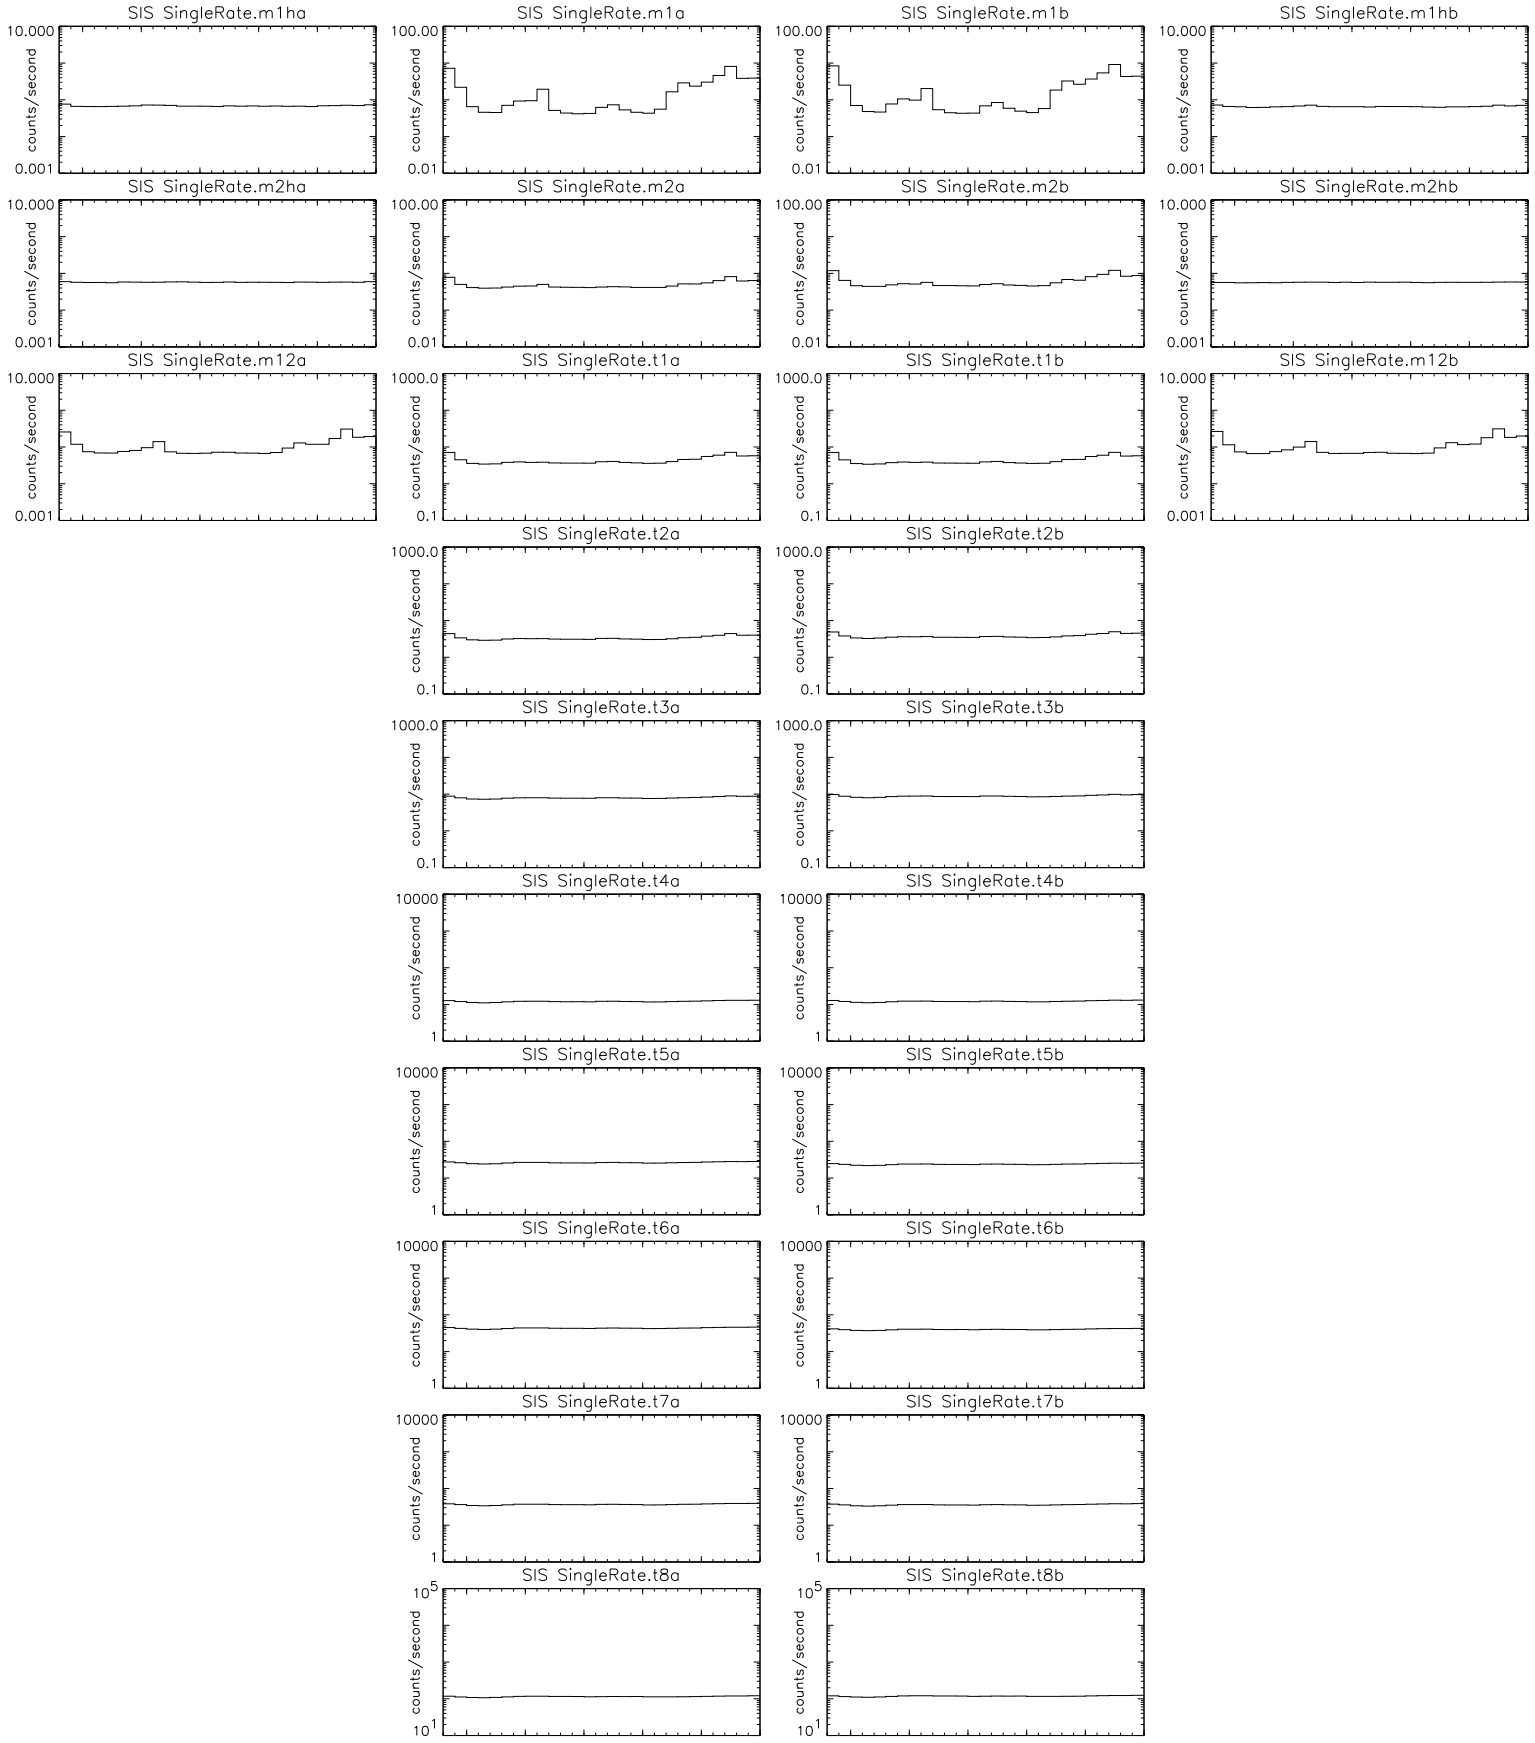 SIS SingleRate.m1ha
10.000
counts/second
0.001
SIS SingleRate.m1a
100.00
counts/second
0.01
SIS SingleRate.m1b
100.00
counts/second
0.01
SIS SingleRate.m1hb
10.000
counts/second
0.001
SIS SingleRate.m2ha
10.000
counts/second
0.001
SIS SingleRate.m2a
100.00
counts/second
0.01
SIS SingleRate.m2b
100.00
counts/second
0.01
SIS SingleRate.m2hb
10.000
counts/second
0.001
SIS SingleRate.m12a
10.000
counts/second
0.001
SIS SingleRate.t1a
1000.0
counts/second
0.1
SIS SingleRate.t1b
1000.0
counts/second
0.1
SIS SingleRate.m12b
10.000
counts/second
0.001
SIS SingleRate.t2a
1000.0
counts/second
0.1
SIS SingleRate.t2b
1000.0
counts/second
0.1
SIS SingleRate.t3a
1000.0
counts/second
0.1
SIS SingleRate.t3b
1000.0
counts/second
0.1
SIS SingleRate.t4a
10000
counts/second
1
SIS SingleRate.t4b
10000
counts/second
1
SIS SingleRate.t5a
10000
counts/second
1
SIS SingleRate.t5b
10000
counts/second
1
SIS SingleRate.t6a
10000
counts/second
1
SIS SingleRate.t6b
10000
counts/second
1
SIS SingleRate.t7a
10000
counts/second
1
SIS SingleRate.t7b
10000
counts/second
1
SIS SingleRate.t8a
10⁵
counts/second
10¹
SIS SingleRate.t8b
10⁵
counts/second
10¹